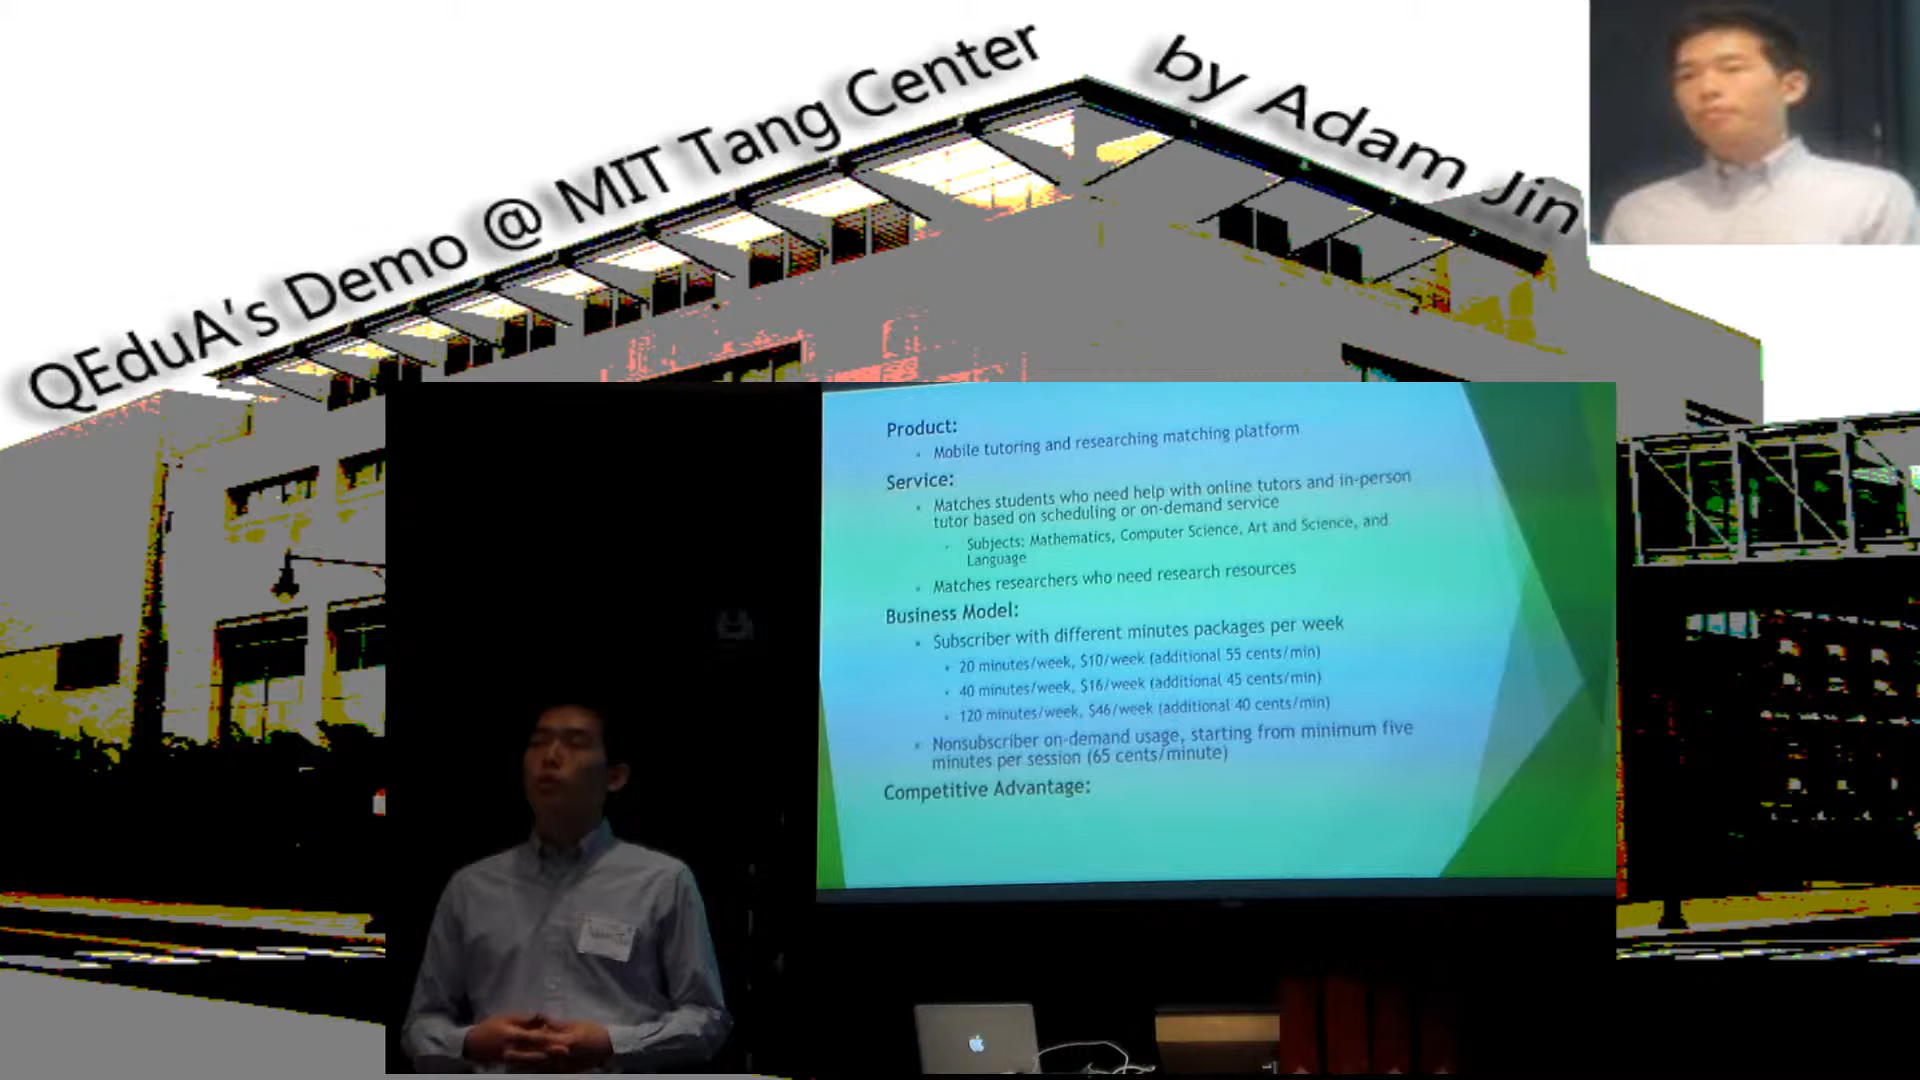 QEduA's Demo @ MIT Tang Center by Adam Jin
Product:
Mobile tutoring and researching matching platform
Service:
Matches students who need help with online tutors and in-person
tutor based on scheduling or on-demand service
Subjects: Mathematics, Computer Science, Art and Science, and
Language
Matches researchers who need research resources
Business Model:
Subscriber with different minutes packages per week
20 minutes/week, $10/week (additional 55 cents/min)
40 minutes/week, $16/week (additional 45 cents/min)
120 minutes/week, $46/week (additional 40 cents/min)
Nonsubscriber on-demand usage, starting from minimum five
minutes per session (65 cents/minute)
Competitive Advantage: